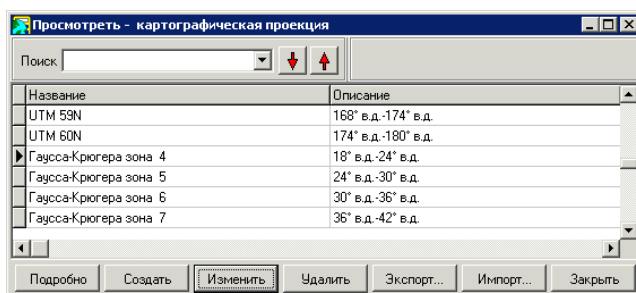 Просмотреть - картографическая проекция
Поиск
Название Описание
UTM 59N 168° в.д.-174° в.д.
UTM 60N 174° в.д.-180° в.д.
Гаусса-Крюгера зона 4 18° в.д.-24° в.д.
Гаусса-Крюгера зона 5 24° в.д.-30° в.д.
Гаусса-Крюгера зона 6 30° в.д.-36° в.д.
Гаусса-Крюгера зона 7 36° в.д.-42° в.д.
Подробно Создать Изменить Удалить Экспорт... Импорт... Закрыть